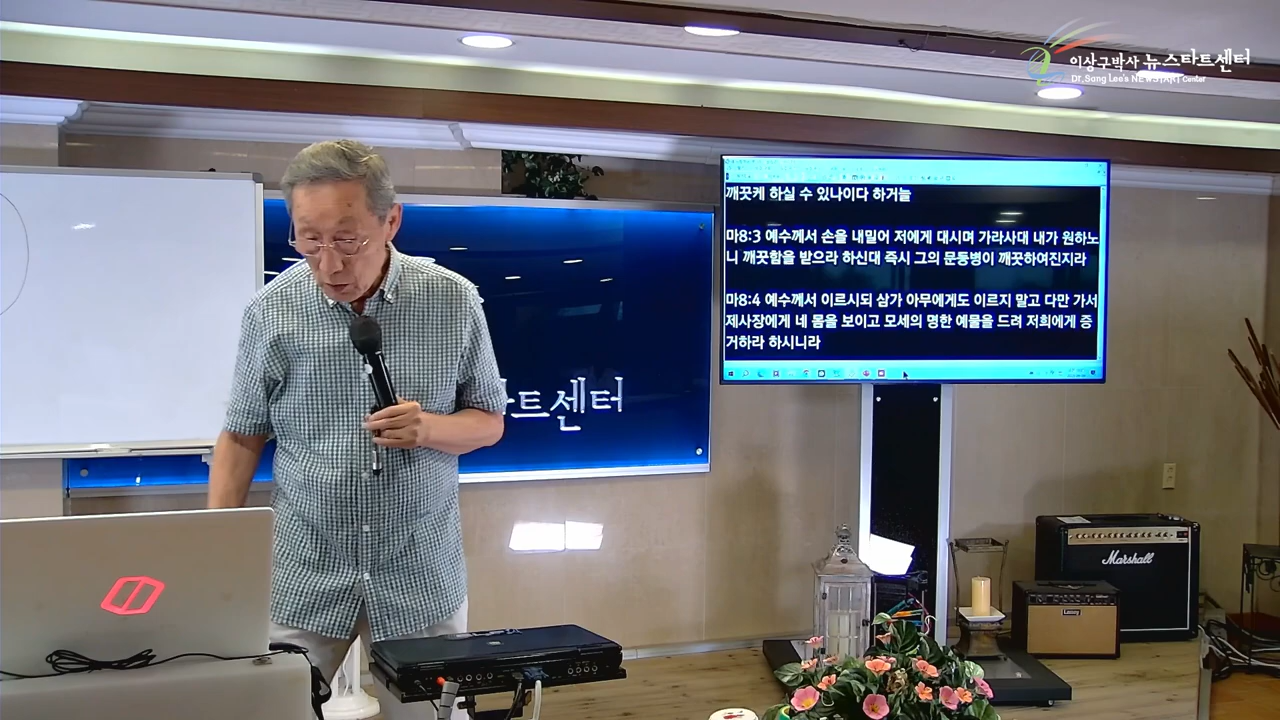 이상구박사 뉴스타트센터
Dr.Sang Lee's NEWSTART Center
깨끗케 하실 수 있나이다 하거늘
마8:3 예수께서 손을 내밀어 저에게 대시며 가라사대 내가 원하노
니 깨끗함을 받으라 하신대 즉시 그의 문둥병이 깨끗하여진지라
마8:4 예수께서 이르시되 삼가 아무에게도 이르지 말고 다만 가서
제사장에게 네 몸을 보이고 모세의 명한 예물을 드려 저희에게 증
거하라 하시니라
트센터
Marshall
Laney